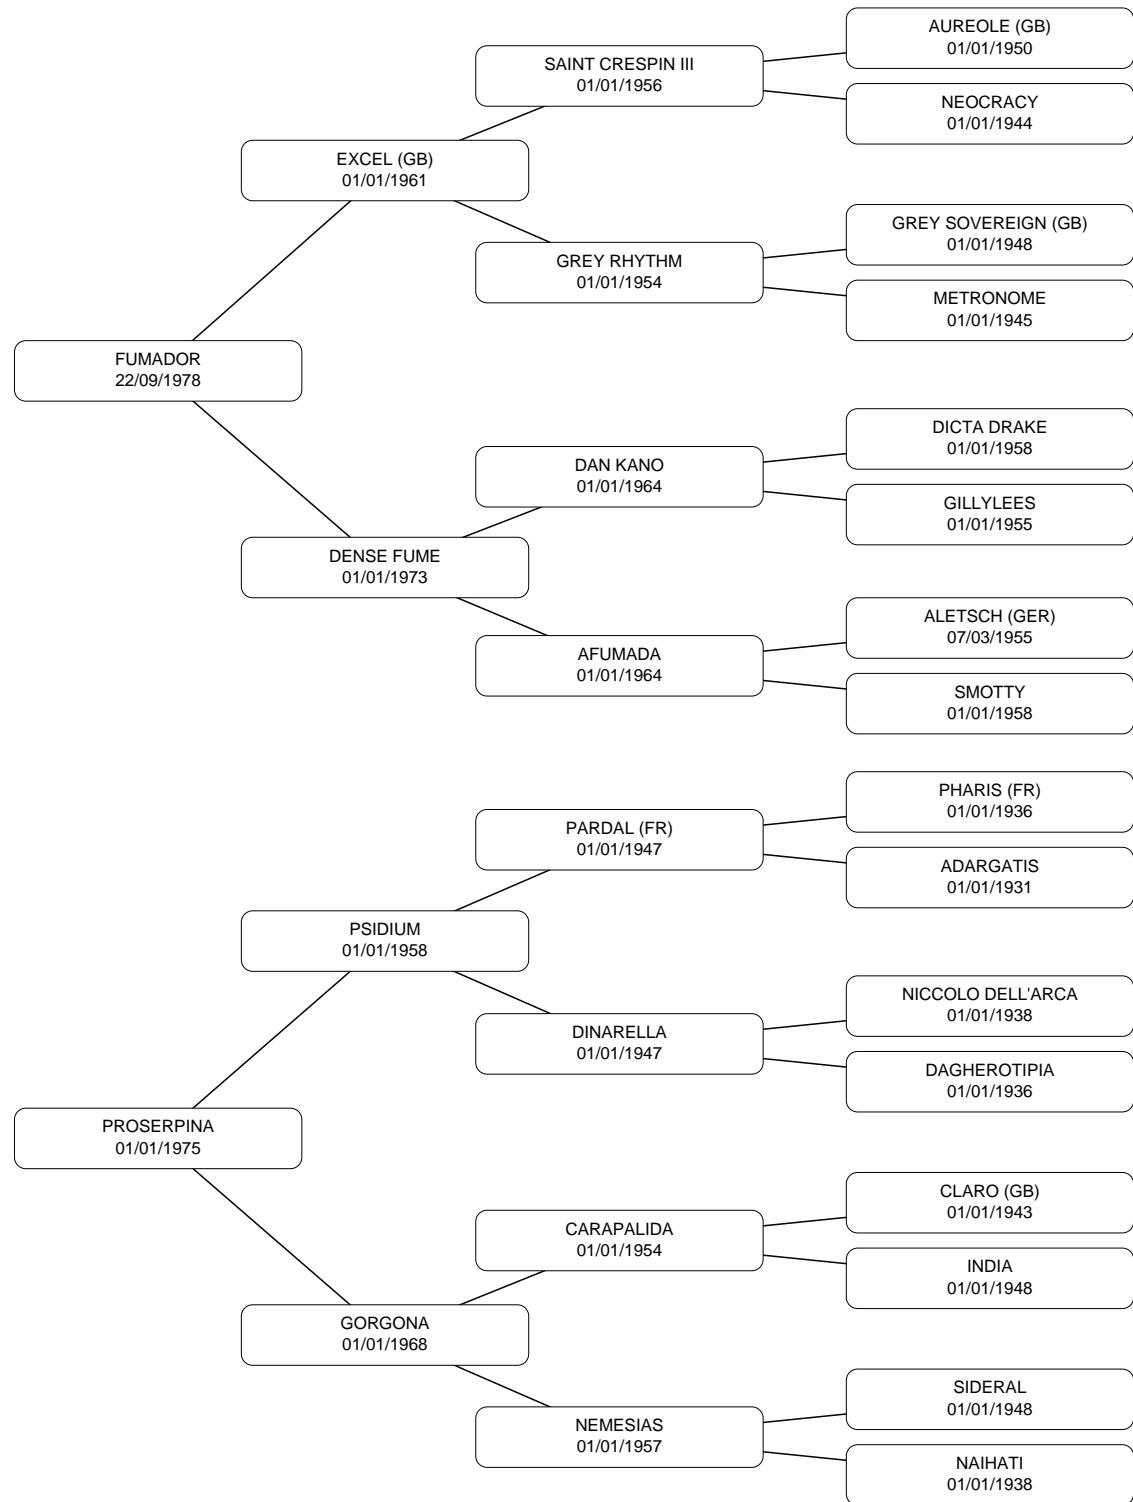 AUREOLE (GB)
01/01/1950
SAINT CRESPIN III
01/01/1956
NEOCRACY
01/01/1944
EXCEL (GB)
01/01/1961
GREY SOVEREIGN (GB)
01/01/1948
GREY RHYTHM
01/01/1954
METRONOME
01/01/1945
FUMADOR
22/09/1978
DICTA DRAKE
01/01/1958
DAN KANO
01/01/1964
GILLYLEES
01/01/1955
DENSE FUME
01/01/1973
ALETSCH (GER)
07/03/1955
AFUMADA
01/01/1964
SMOTTY
01/01/1958
PHARIS (FR)
01/01/1936
PARDAL (FR)
01/01/1947
ADARGATIS
01/01/1931
PSIDIUM
01/01/1958
NICCOLO DELL'ARCA
01/01/1938
DINARELLA
01/01/1947
DAGHEROTIPIA
01/01/1936
PROSERPINA
01/01/1975
CLARO (GB)
01/01/1943
CARAPALIDA
01/01/1954
INDIA
01/01/1948
GORGONA
01/01/1968
SIDERAL
01/01/1948
NEMESIAS
01/01/1957
NAIHATI
01/01/1938